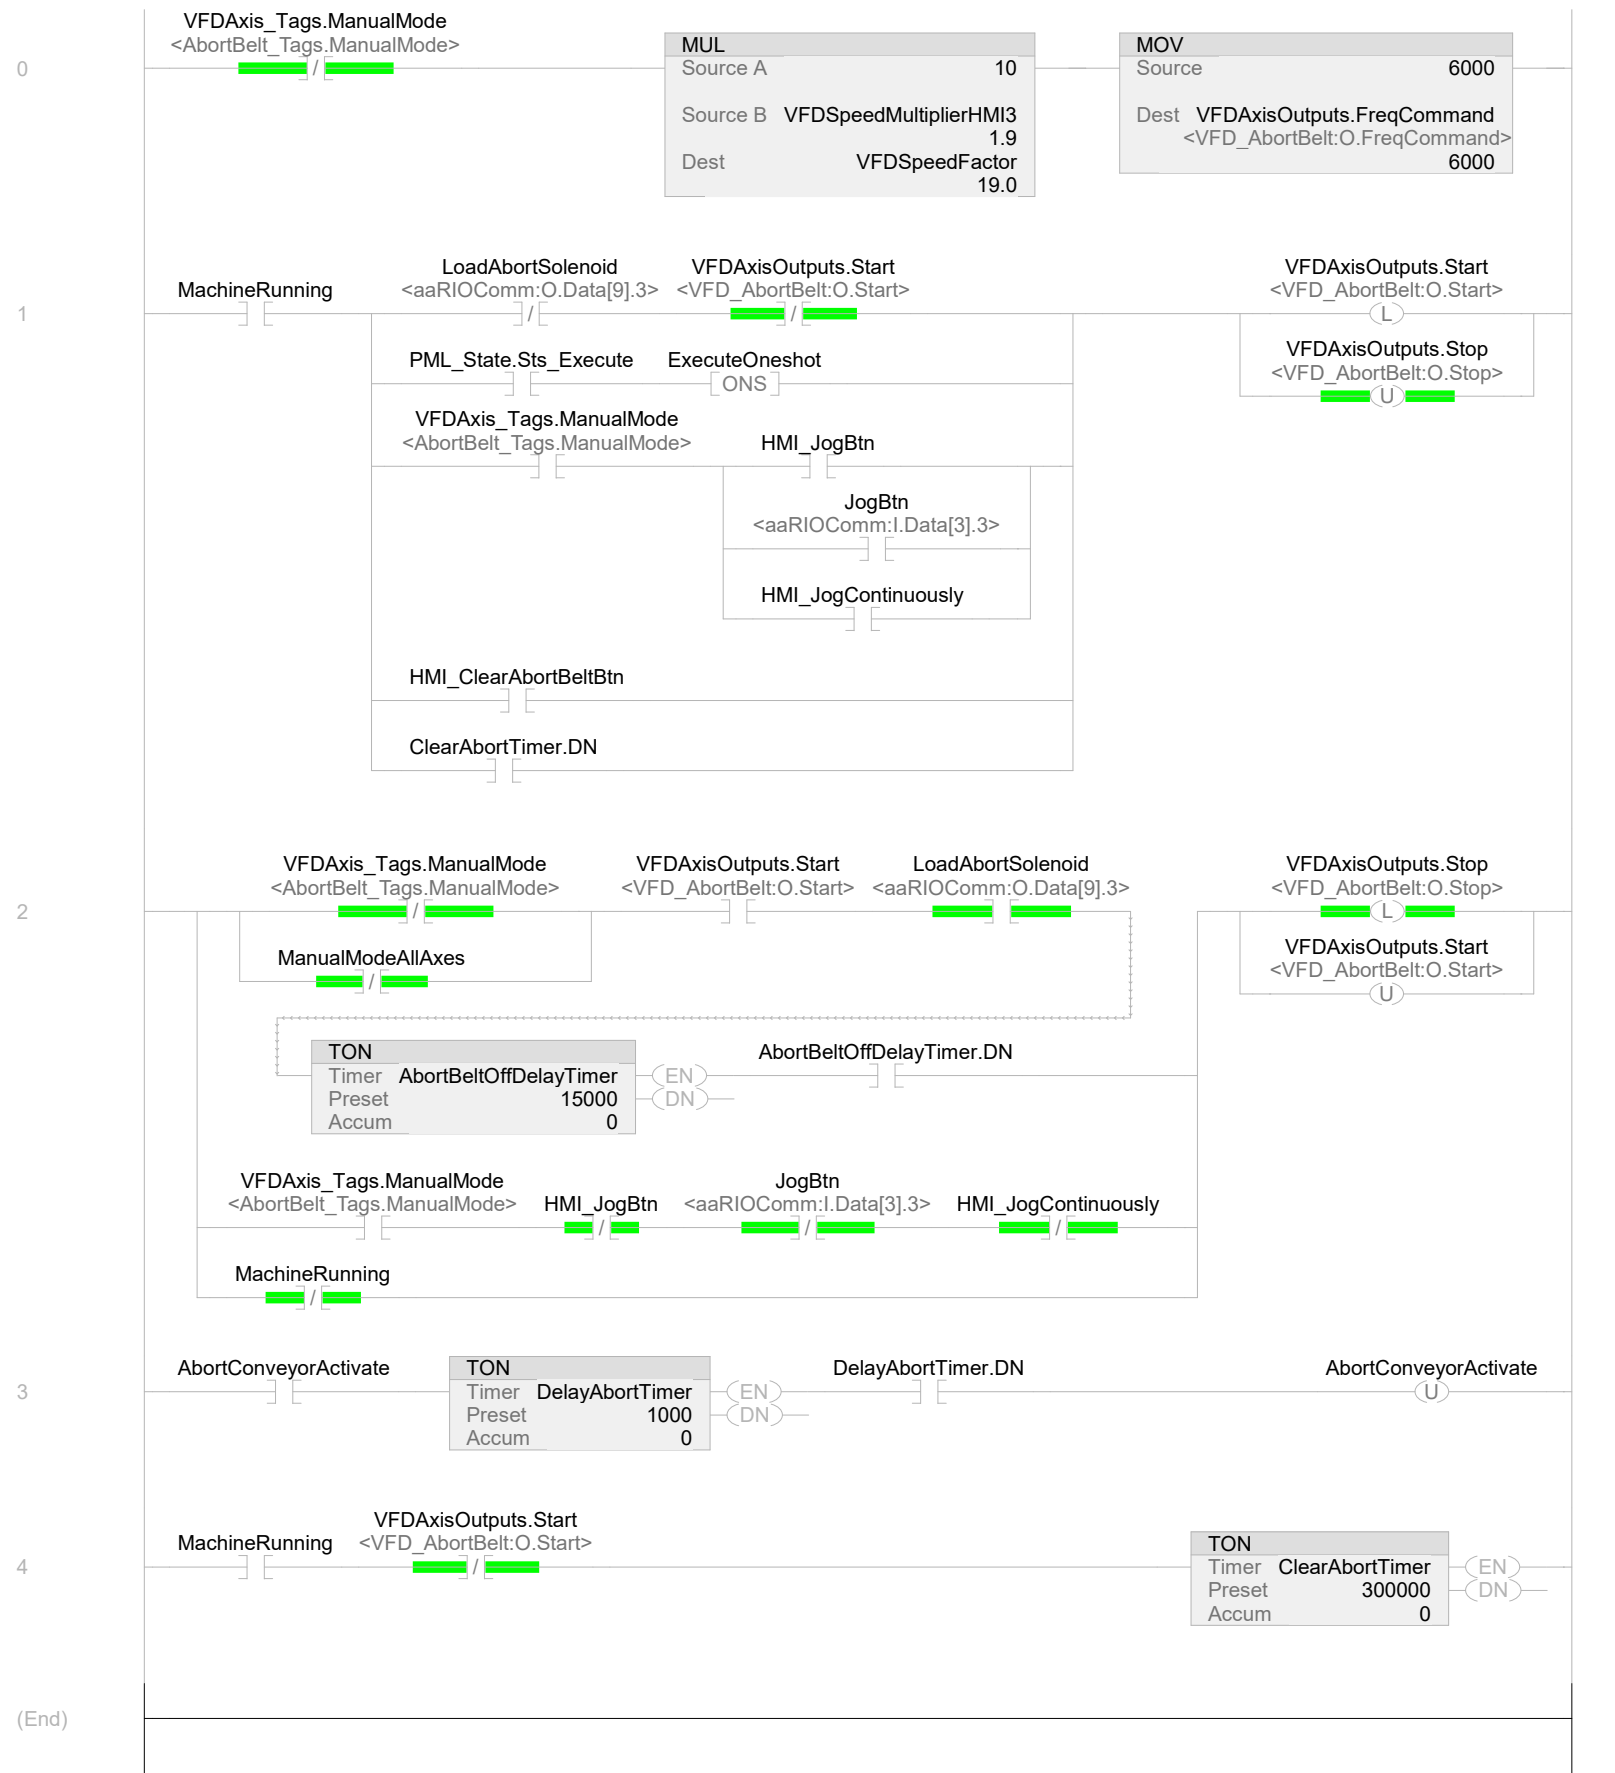 VFDAxis_Tags.ManualMode
<AbortBelt_Tags.ManualMode>
0
/
MUL
Source A 10
Source B VFDSpeedMultiplierHMI3
1.9
Dest VFDSpeedFactor
19.0
MOV
Source 6000
Dest VFDAxisOutputs.FreqCommand
<VFD_AbortBelt:O.FreqCommand>
6000
1
MachineRunning
LoadAbortSolenoid
<aaRIOComm:O.Data[9].3>
/
VFDAxisOutputs.Start
<VFD_AbortBelt:O.Start>
/
VFDAxisOutputs.Start
<VFD_AbortBelt:O.Start>
L
PML_State.Sts_Execute
ExecuteOneshot
ONS
VFDAxisOutputs.Stop
<VFD_AbortBelt:O.Stop>
U
VFDAxis_Tags.ManualMode
<AbortBelt_Tags.ManualMode>
HMI_JogBtn
JogBtn
<aaRIOComm:I.Data[3].3>
HMI_JogContinuously
HMI_ClearAbortBeltBtn
ClearAbortTimer.DN
2
VFDAxis_Tags.ManualMode
<AbortBelt_Tags.ManualMode>
/
VFDAxisOutputs.Start
<VFD_AbortBelt:O.Start>
LoadAbortSolenoid
<aaRIOComm:O.Data[9].3>
VFDAxisOutputs.Stop
<VFD_AbortBelt:O.Stop>
L
ManualModeAllAxes
/
VFDAxisOutputs.Start
<VFD_AbortBelt:O.Start>
U
TON
Timer AbortBeltOffDelayTimer
Preset 15000
Accum 0
EN
DN
AbortBeltOffDelayTimer.DN
VFDAxis_Tags.ManualMode
<AbortBelt_Tags.ManualMode>
HMI_JogBtn
/
JogBtn
<aaRIOComm:I.Data[3].3>
/
HMI_JogContinuously
/
MachineRunning
/
3
AbortConveyorActivate
TON
Timer DelayAbortTimer
Preset 1000
Accum 0
EN
DN
DelayAbortTimer.DN
AbortConveyorActivate
U
4
MachineRunning
VFDAxisOutputs.Start
<VFD_AbortBelt:O.Start>
/
TON
Timer ClearAbortTimer
Preset 300000
Accum 0
EN
DN
(End)